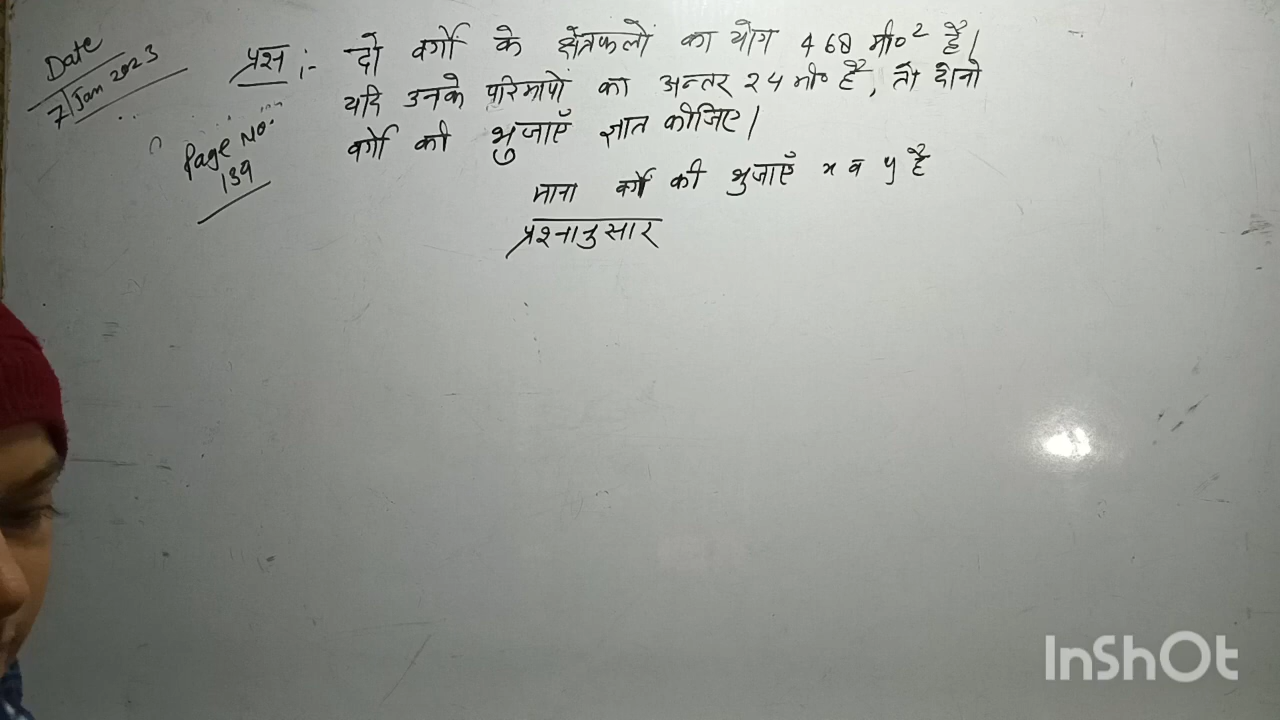 Date
7 Jan 2023
Page No.
139
प्रश्न :- दो वर्गों के क्षेत्रफलों का योग 468 मी०² है।
यदि उनके परिमापों का अन्तर 24 मी० है, तो दोनो
वर्गो की भुजाएँ ज्ञात कीजिए।
माना वर्गो की भुजाएँ x व y है
प्रश्नानुसार
InShOt